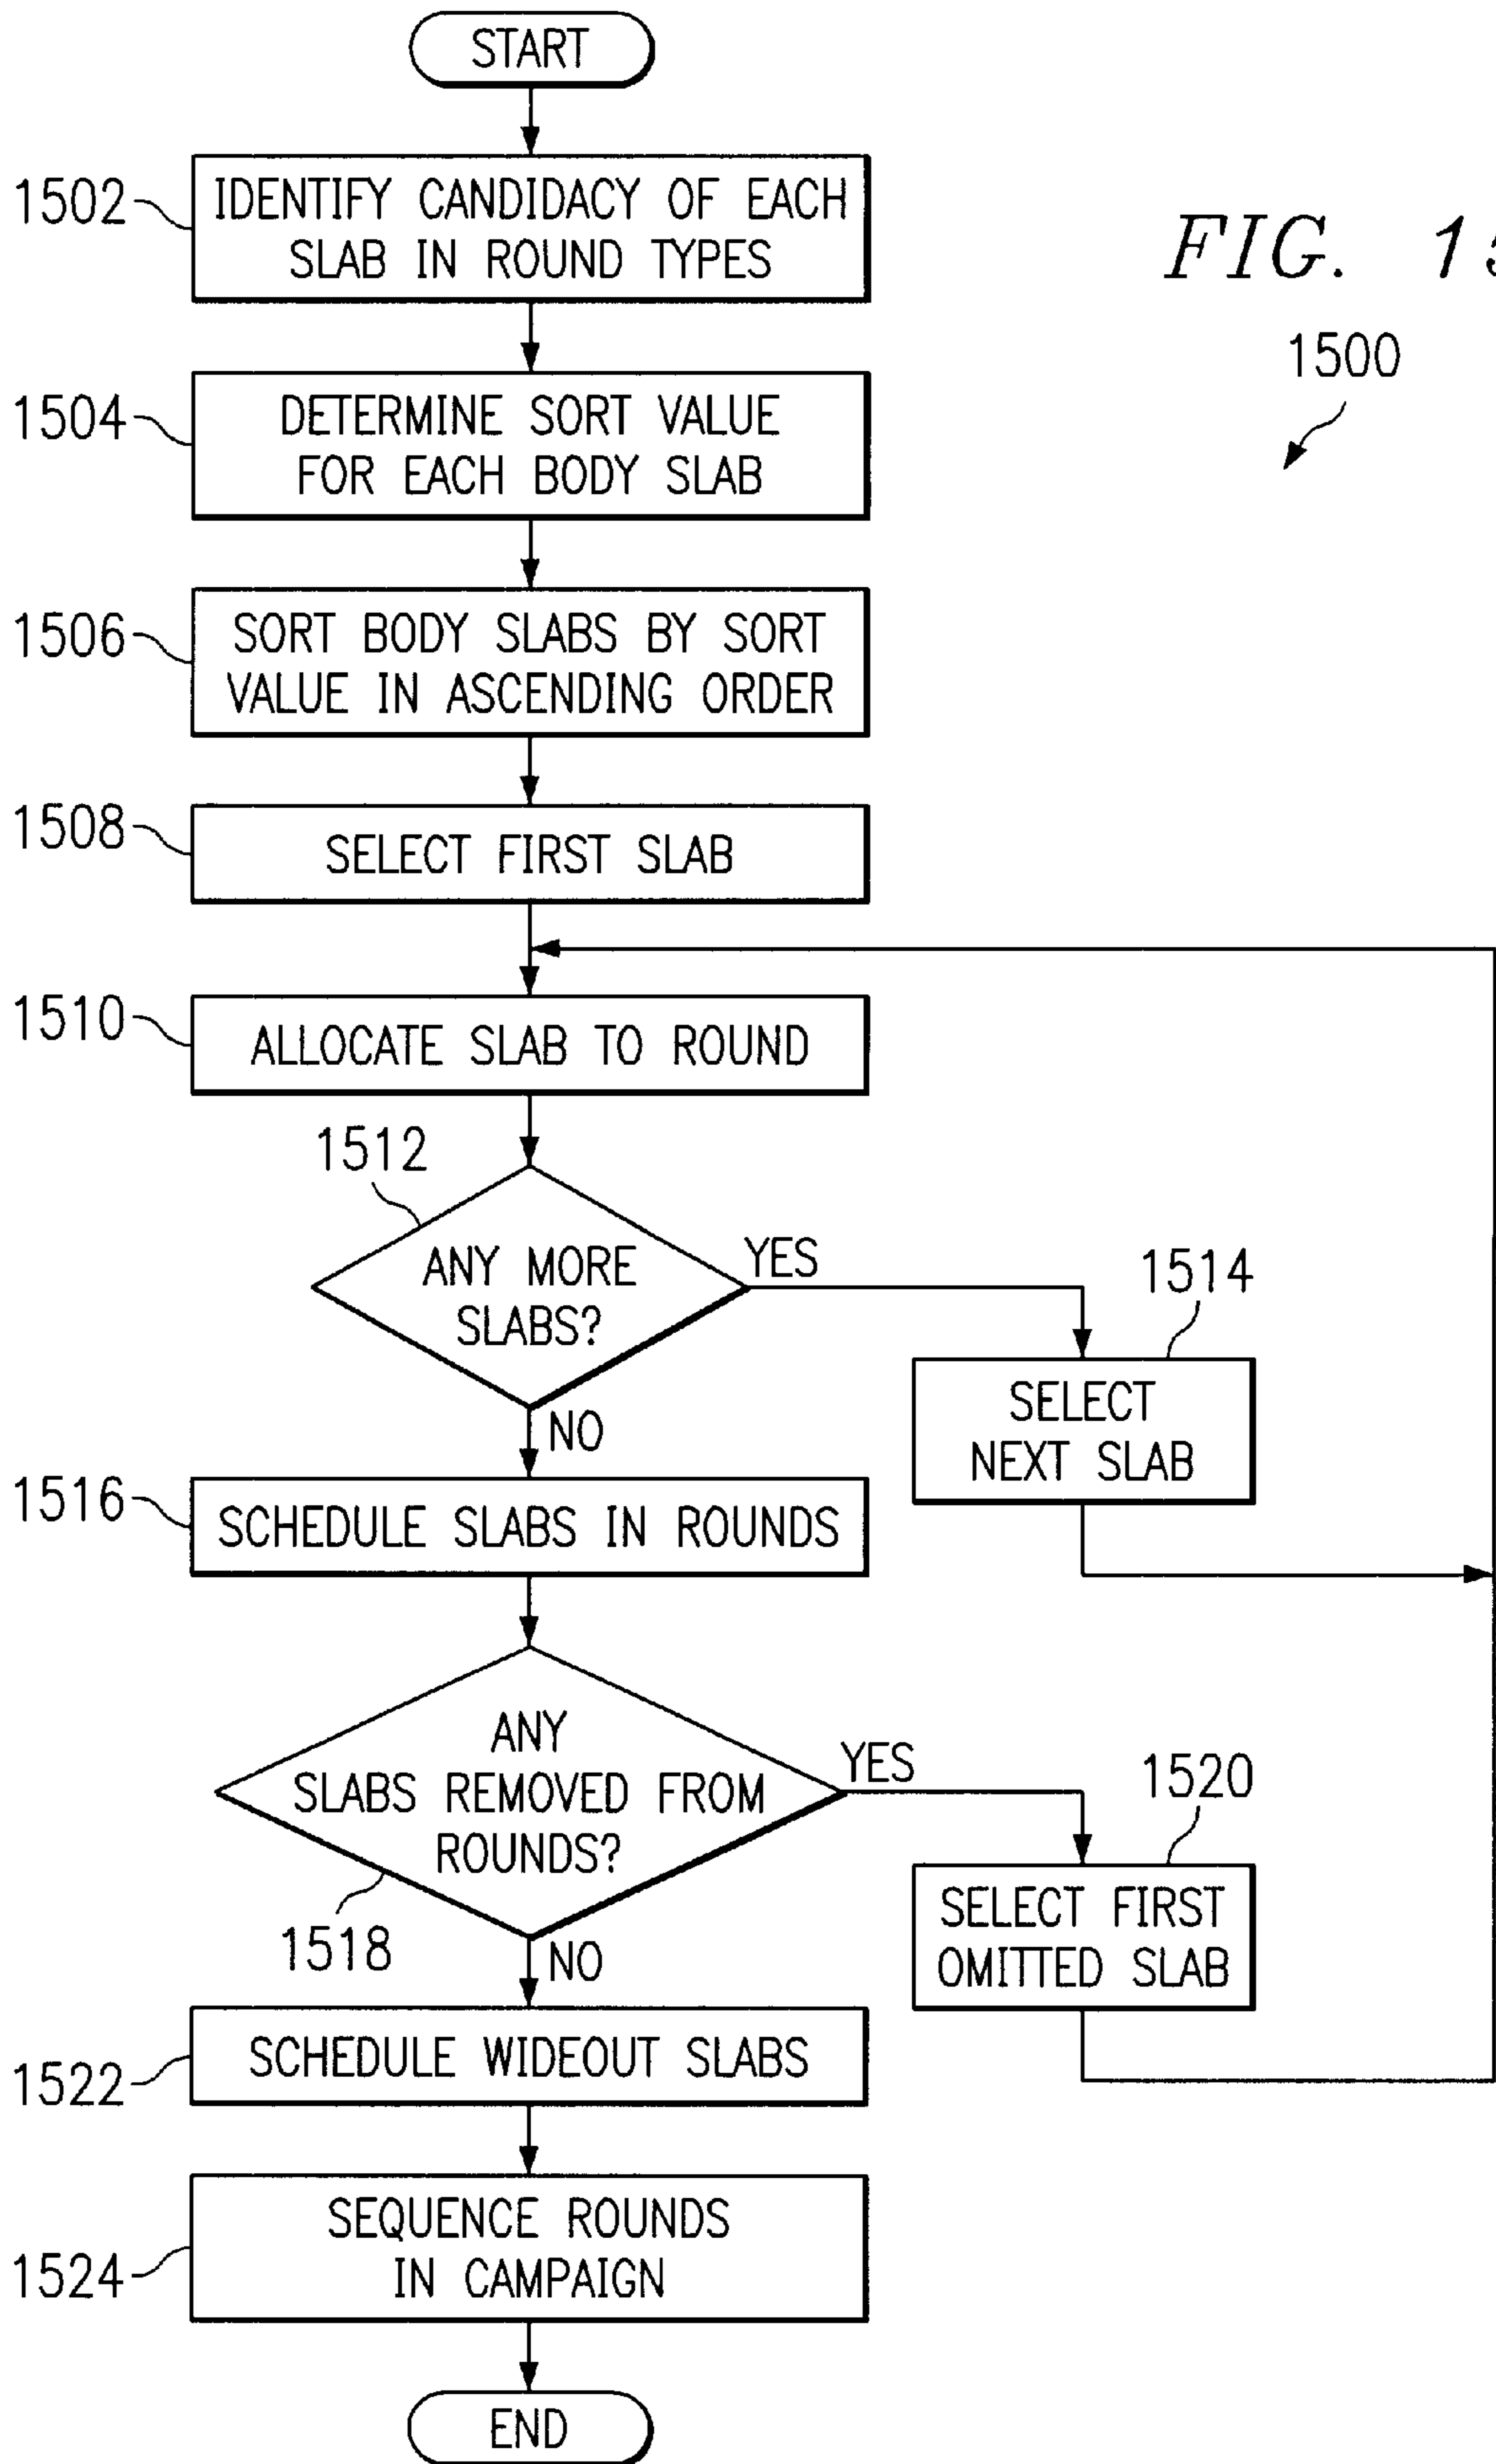 START
1502
IDENTIFY CANDIDACY OF EACH
SLAB IN ROUND TYPES
FIG. 15
1500
1504
DETERMINE SORT VALUE
FOR EACH BODY SLAB
1506
SORT BODY SLABS BY SORT
VALUE IN ASCENDING ORDER
1508
SELECT FIRST SLAB
1510
ALLOCATE SLAB TO ROUND
1512
ANY MORE
SLABS?
YES
1514
SELECT
NEXT SLAB
NO
1516
SCHEDULE SLABS IN ROUNDS
ANY
SLABS REMOVED FROM
ROUNDS?
YES
1520
SELECT FIRST
OMITTED SLAB
1518
NO
1522
SCHEDULE WIDEOUT SLABS
1524
SEQUENCE ROUNDS
IN CAMPAIGN
END